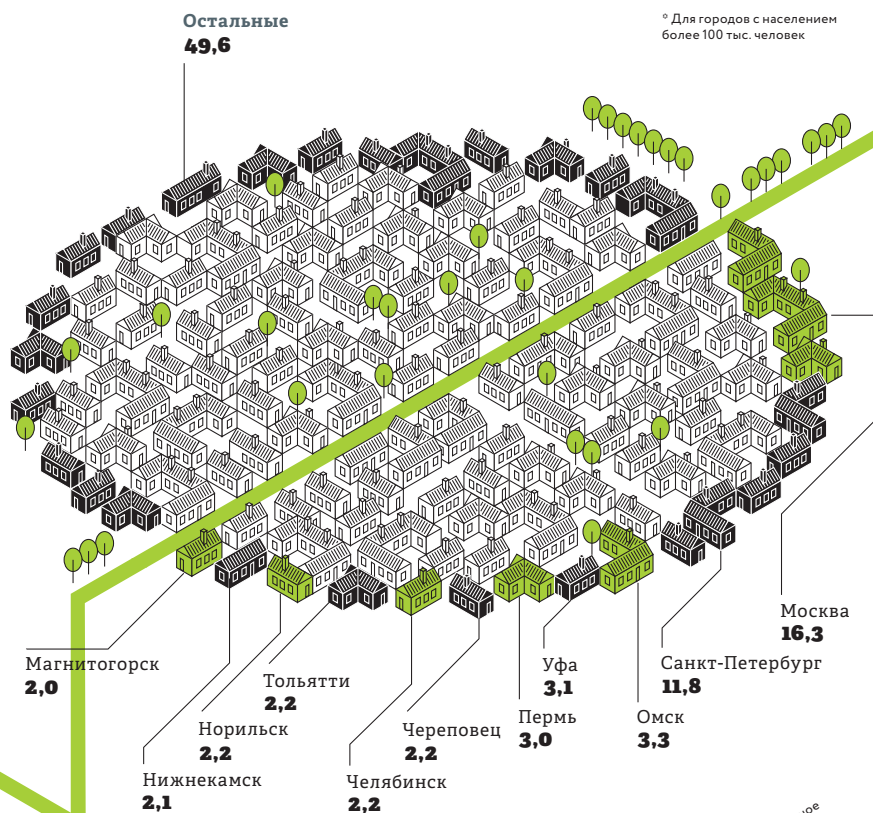 Остальные
49,6
* Для городов с населением
более 100 тыс. человек
Москва
16,3
Санкт-Петербург
11,8
Омск
3,3
Уфа
3,1
Пермь
3,0
Череповец
2,2
Челябинск
2,2
Тольятти
2,2
Норильск
2,2
Нижнекамск
2,1
Магнитогорск
2,0